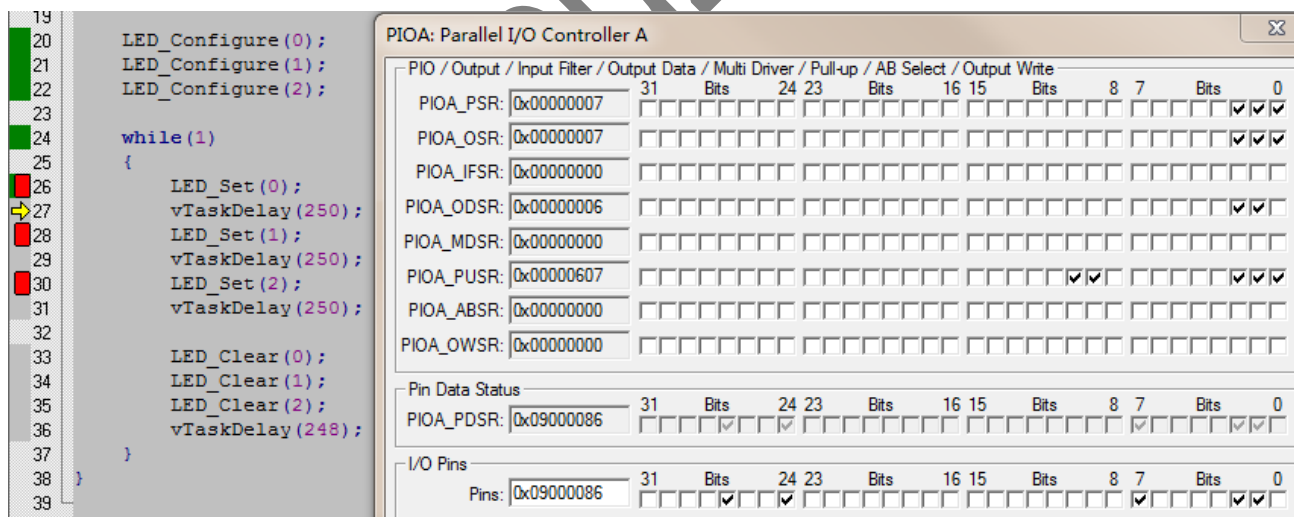 19
20 LED_Configure(0);
21 LED_Configure(1);
22 LED_Configure(2);
23
24 while(1)
25 {
26 LED_Set(0);
27 vTaskDelay(250);
28 LED_Set(1);
29 vTaskDelay(250);
30 LED_Set(2);
31 vTaskDelay(250);
32
33 LED_Clear(0);
34 LED_Clear(1);
35 LED_Clear(2);
36 vTaskDelay(248);
37 }
38 }
39
PIOA: Parallel I/O Controller A
PIO / Output / Input Filter / Output Data / Multi Driver / Pull-up / AB Select / Output Write
31 Bits 24 23 Bits 16 15 Bits 8 7 Bits 0
PIOA_PSR: 0x00000007
PIOA_OSR: 0x00000007
PIOA_IFSR: 0x00000000
PIOA_ODSR: 0x00000006
PIOA_MDSR: 0x00000000
PIOA_PUSR: 0x00000607
PIOA_ABSR: 0x00000000
PIOA_OWSR: 0x00000000
Pin Data Status
31 Bits 24 23 Bits 16 15 Bits 8 7 Bits 0
PIOA_PDSR: 0x09000086
I/O Pins
31 Bits 24 23 Bits 16 15 Bits 8 7 Bits 0
Pins: 0x09000086